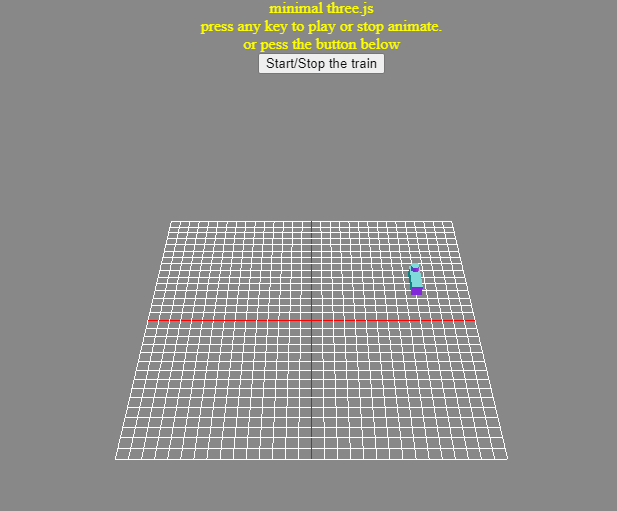 minimal three.js
press any key to play or stop animate.
or pess the button below
Start/Stop the train